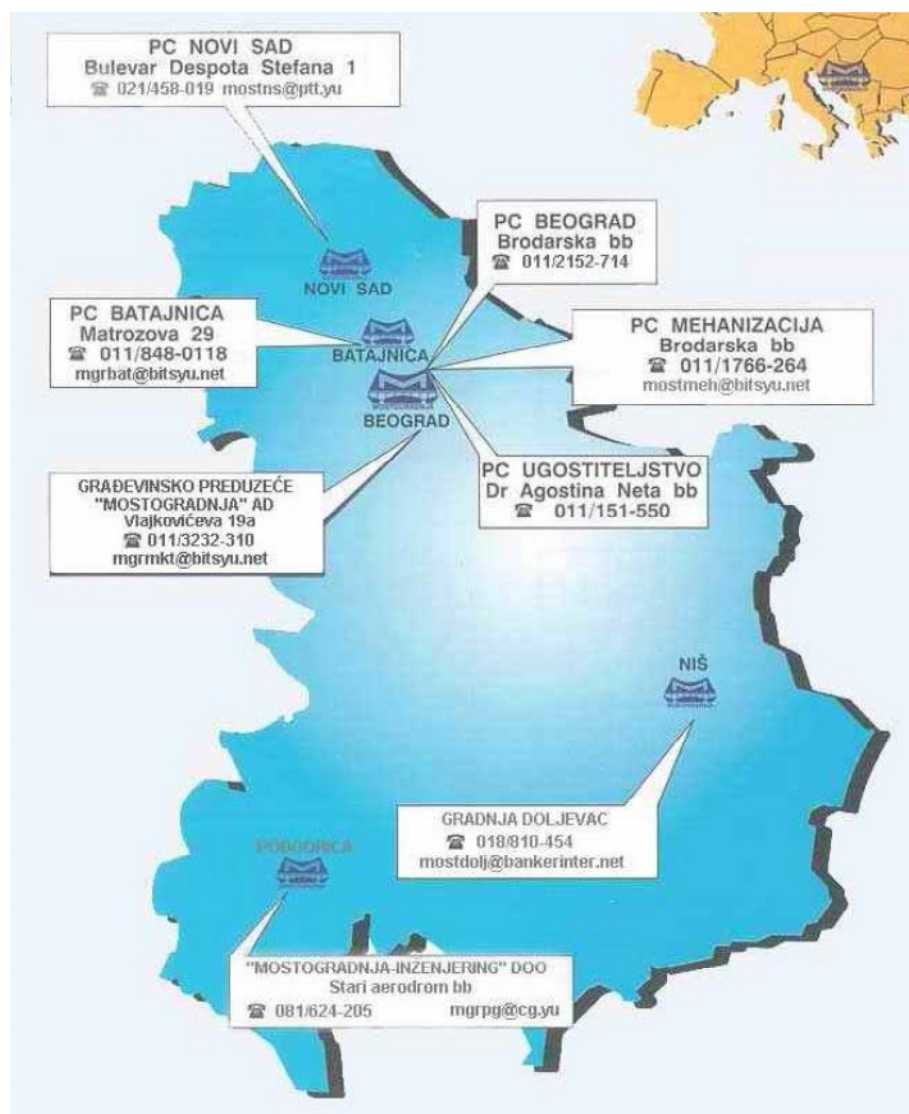 PC NOVI SAD
Bulevar Despota Stefana 1
☎ 021/458-019 mostns@ptt.yu
NOVI SAD
PC BEOGRAD
Brodarska bb
☎ 011/2152-714
PC BATAJNICA
Matrozova 29
☎ 011/848-0118
mgrbat@bitsyu.net
BATAJNICA
PC MEHANIZACIJA
Brodarska bb
☎ 011/1766-264
mostmeh@bitsyu.net
MOSTOGRADNJA
BEOGRAD
PC UGOSTITELJSTVO
Dr Agostina Neta bb
☎ 011/151-550
GRAĐEVINSKO PREDUZEĆE
"MOSTOGRADNJA" AD
Vlajkovićeva 19a
☎ 011/3232-310
mgrmkt@bitsyu.net
NIŠ
GRADNJA DOLJEVAC
☎ 018/810-454
mostdolj@bankerinter.net
PODGORICA
"MOSTOGRADNJA-INZENJERING" DOO
Stari aerodrom bb
☎ 081/624-205 mgrpg@cg.yu